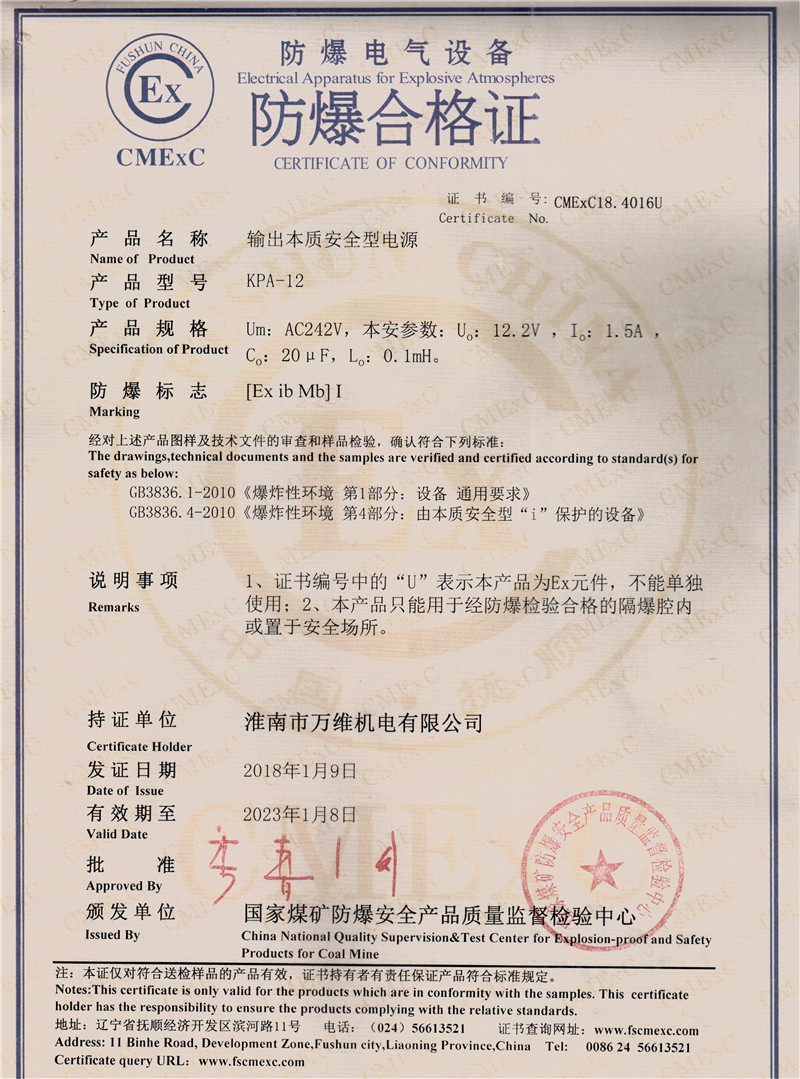 FUSHUN CHINA
Ex
CMExC
防爆电气设备
Electrical Apparatus for Explosive Atmospheres
防爆合格证
CERTIFICATE OF CONFORMITY
证书编号: CMExC18.4016U
Certificate No.
产品名称 输出本质安全型电源
Name of Product
产品型号 KPA-12
Type of Product
产品规格 Um: AC242V, 本安参数: Uo: 12.2V , Io: 1.5A ,
Specification of Product
Co: 20μF, Lo: 0.1mH。
防爆标志 [Ex ib Mb] I
Marking
经对上述产品图样及技术文件的审查和样品检验，确认符合下列标准:
The drawings,technical documents and the samples are verified and certified according to standard(s) for
safety as below:
GB3836.1-2010《爆炸性环境 第1部分: 设备 通用要求》
GB3836.4-2010《爆炸性环境 第4部分: 由本质安全型“i”保护的设备》
说明事项 1、证书编号中的“U”表示本产品为Ex元件，不能单独
Remarks 使用；2、本产品只能用于经防爆检验合格的隔爆腔内
或置于安全场所。
持证单位 淮南市万维机电有限公司
Certificate Holder
发证日期 2018年1月9日
Date of Issue
有效期至 2023年1月8日
Valid Date
批准
Approved By
颁发单位 国家煤矿防爆安全产品质量监督检验中心
Issued By China National Quality Supervision&Test Center for Explosion-proof and Safety
Products for Coal Mine
国家煤矿防爆安全产品质量监督检验中心
注: 本证仅对符合送检样品的产品有效，证书持有者有责任保证产品符合标准规定。
Notes:This certificate is only valid for the products which are in conformity with the samples. This certificate
holder has the responsibility to ensure the products complying with the relative standards.
地址: 辽宁省抚顺经济开发区滨河路11号 电话: （024）56613521 证书查询网址: www.fscmexc.com
Address: 11 Binhe Road, Development Zone,Fushun city,Liaoning Province,China Tel: 0086 24 56613521
Certificate query URL: www.fscmexc.com